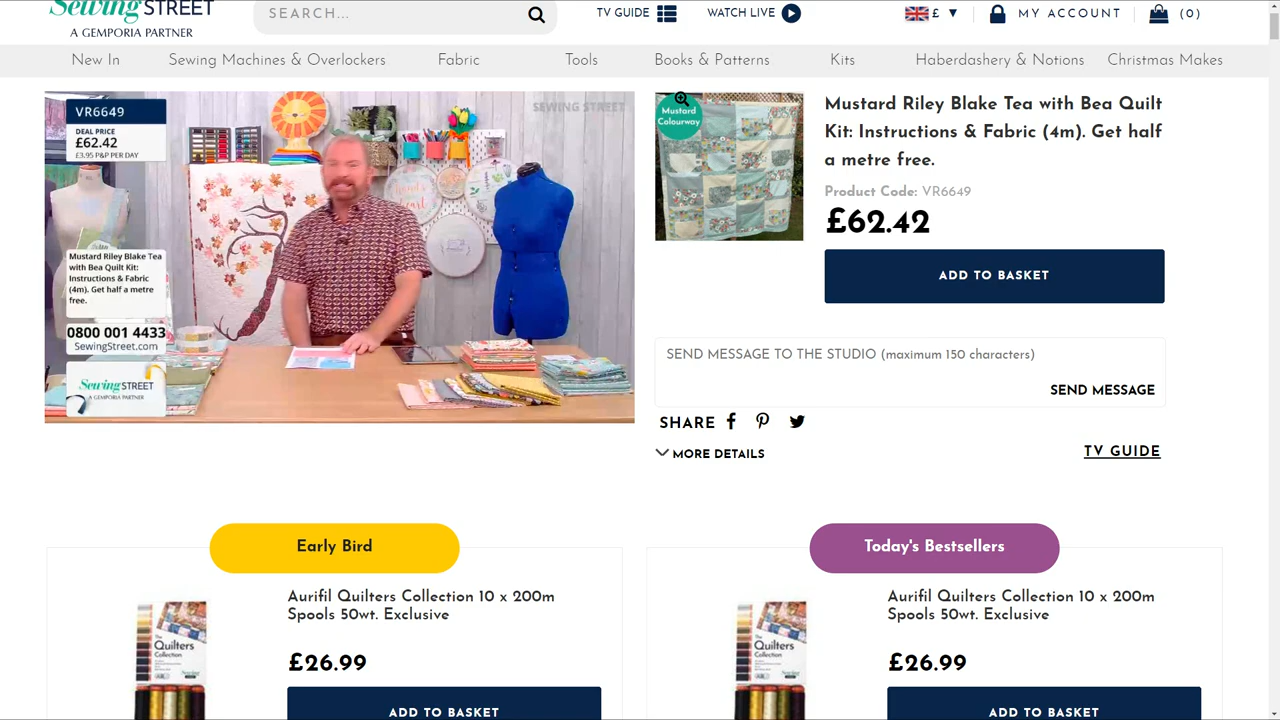 Sewing STREET
A GEMPORIA PARTNER
SEARCH...
TV GUIDE
WATCH LIVE
£ ▼
MY ACCOUNT
(0)
New In
Sewing Machines & Overlockers
Fabric
Tools
Books & Patterns
Kits
Haberdashery & Notions
Christmas Makes
VR6649
DEAL PRICE
£62.42
£3.95 P&P PER DAY
SEWING STREET
Mustard Riley Blake Tea
with Bea Quilt Kit:
Instructions & Fabric
(4m). Get half a metre
free.
0800 001 4433
SewingStreet.com
Sewing STREET
A GEMPORIA PARTNER
Mustard
Colourway
Mustard Riley Blake Tea with Bea Quilt
Kit: Instructions & Fabric (4m). Get half
a metre free.
Product Code: VR6649
£62.42
ADD TO BASKET
SEND MESSAGE TO THE STUDIO (maximum 150 characters)
SEND MESSAGE
SHARE
MORE DETAILS
TV GUIDE
Early Bird
Aurifil Quilters Collection 10 x 200m
Spools 50wt. Exclusive
The
Quilters
Collection
£26.99
ADD TO BASKET
Today's Bestsellers
Aurifil Quilters Collection 10 x 200m
Spools 50wt. Exclusive
The
Quilters
Collection
£26.99
ADD TO BASKET